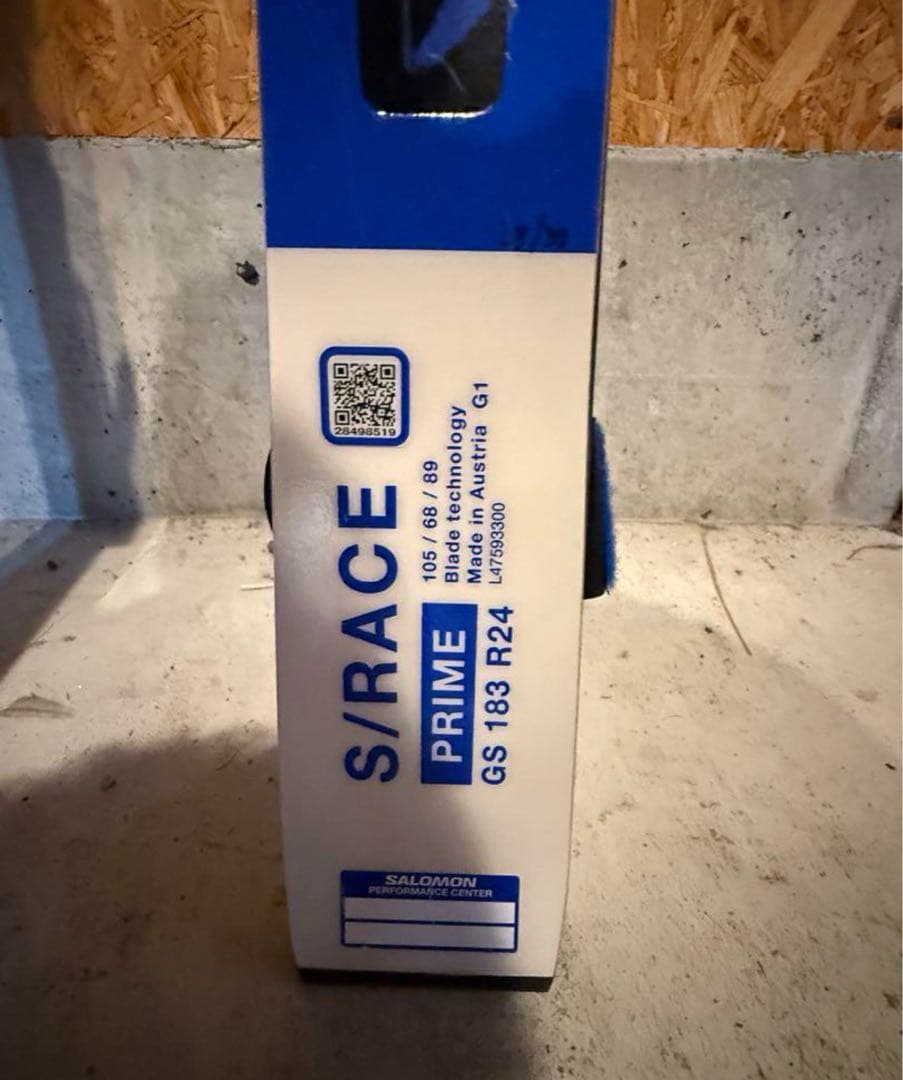 28498519
S/RACE
105 / 68 / 89
Blade technology
Made in Austria G1
L47593300
PRIME
GS 183 R24
SALOMON
PERFORMANCE CENTER